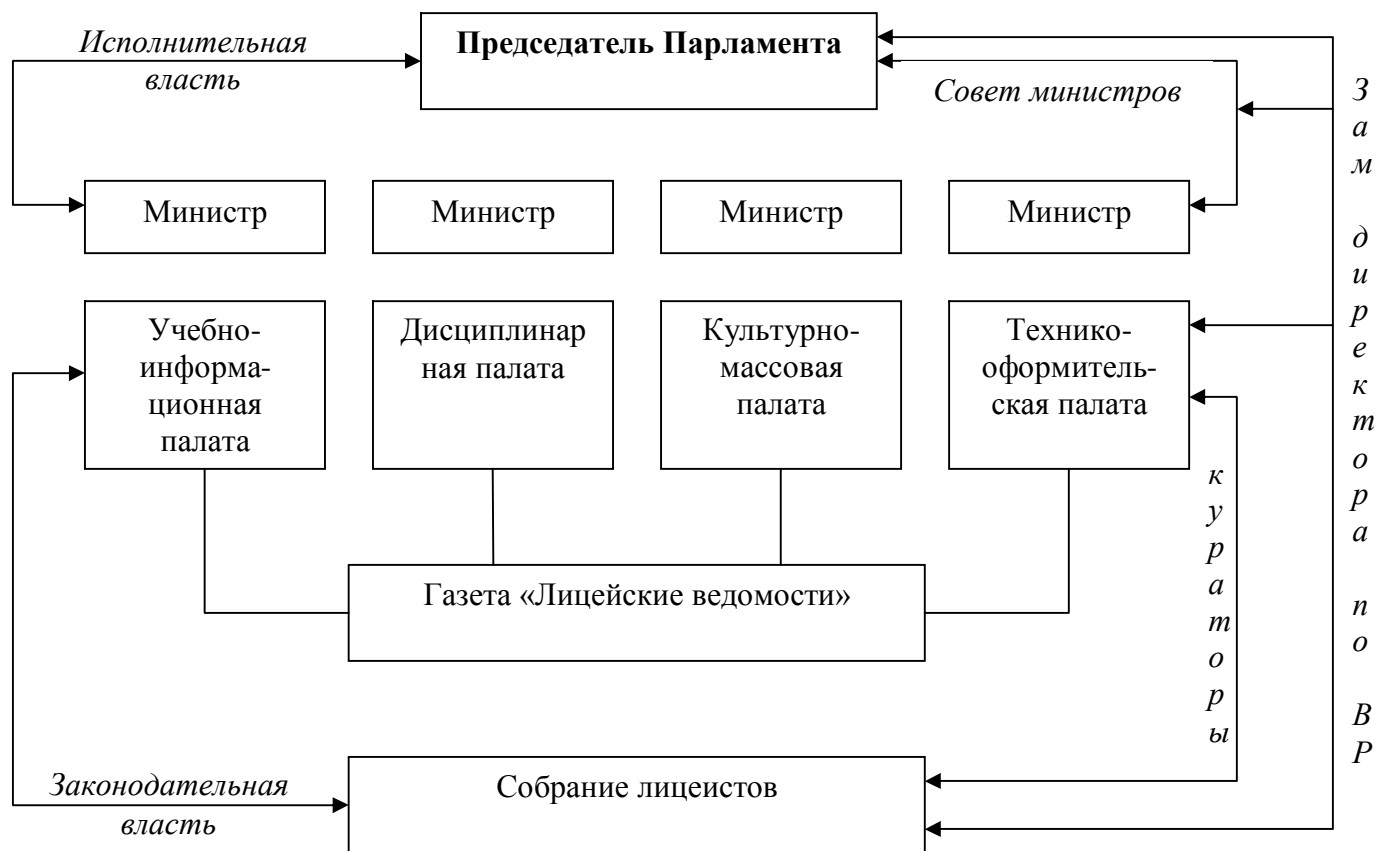 Исполнительная
власть
Председатель Парламента
Совет министров
Министр
Министр
Министр
Министр
Учебно-
информа-
ционная
палата
Дисциплинар
ная палата
Культурно-
массовая
палата
Технико-
оформитель-
ская палата
Газета «Лицейские ведомости»
кураторы
Зам директора по ВР
Законодательная
власть
Собрание лицеистов